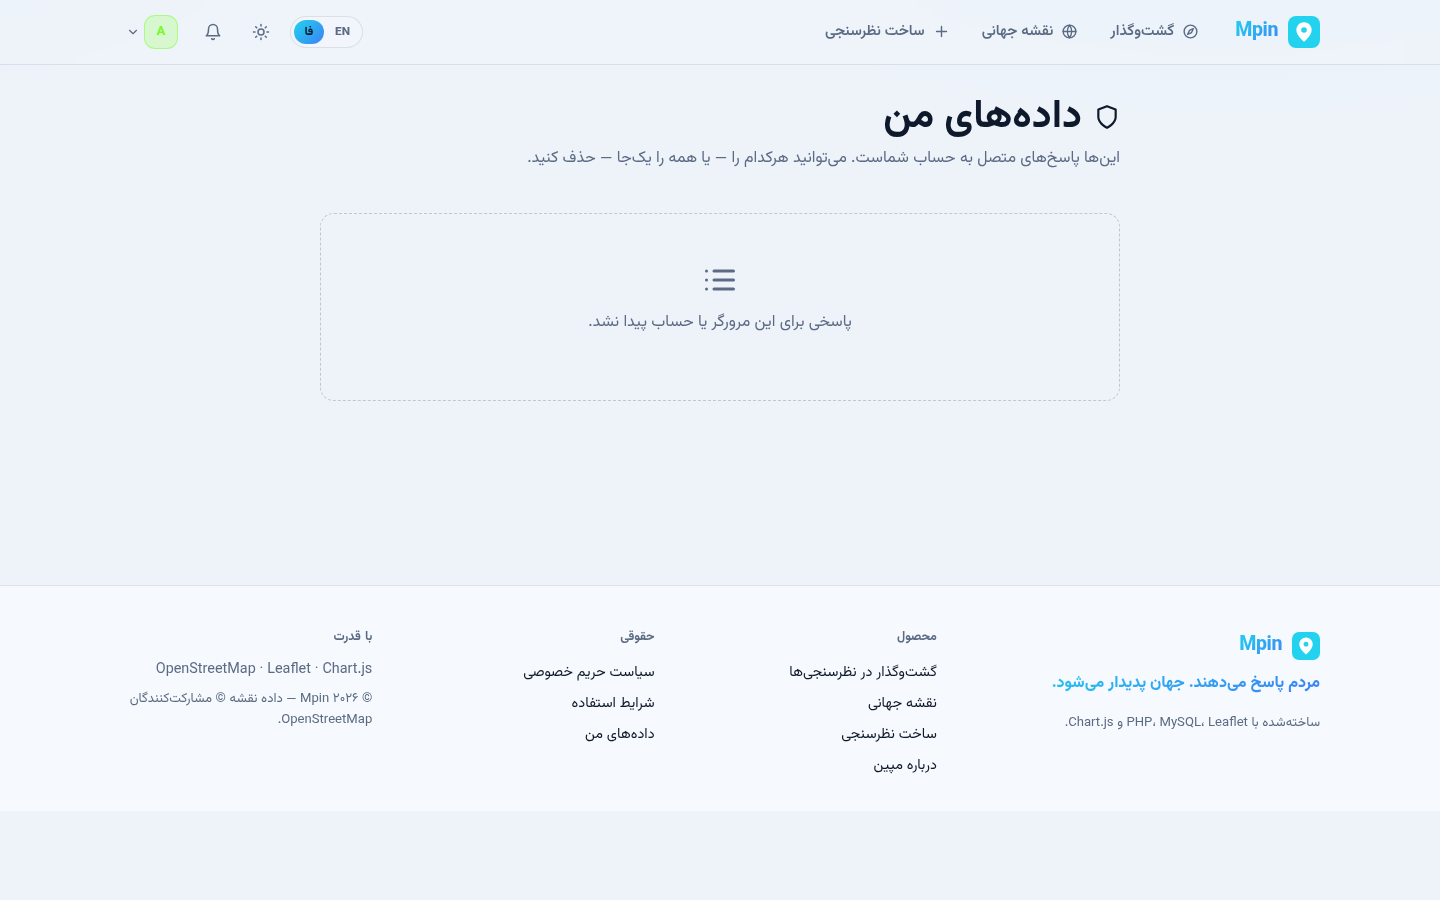 Mpin
گشت‌وگذار
نقشه جهانی
ساخت نظرسنجی
EN
فا
A
داده‌های من
این‌ها پاسخ‌های متصل به حساب شماست. می‌توانید هرکدام را — یا همه را یک‌جا — حذف کنید.
پاسخی برای این مرورگر یا حساب پیدا نشد.
Mpin
مردم پاسخ می‌دهند. جهان پدیدار می‌شود.
ساخته‌شده با PHP، MySQL، Leaflet و Chart.js.
محصول
گشت‌وگذار در نظرسنجی‌ها
نقشه جهانی
ساخت نظرسنجی
درباره مپین
حقوقی
سیاست حریم خصوصی
شرایط استفاده
داده‌های من
با قدرت
OpenStreetMap · Leaflet · Chart.js
© ۲۰۲۶ Mpin — داده نقشه © مشارکت‌کنندگان
OpenStreetMap.